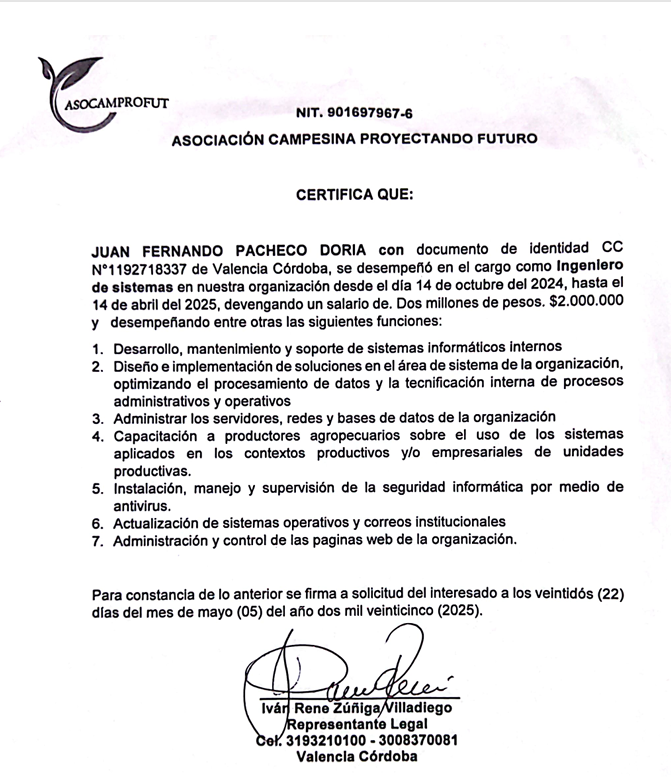 ASOCAMPROFUT
NIT. 901697967-6
ASOCIACIÓN CAMPESINA PROYECTANDO FUTURO
CERTIFICA QUE:
JUAN FERNANDO PACHECO DORIA con documento de identidad CC
N°1192718337 de Valencia Córdoba, se desempeñó en el cargo como Ingeniero
de sistemas en nuestra organización desde el día 14 de octubre del 2024, hasta el
14 de abril del 2025, devengando un salario de. Dos millones de pesos. $2.000.000
y desempeñando entre otras las siguientes funciones:
1. Desarrollo, mantenimiento y soporte de sistemas informáticos internos
2. Diseño e implementación de soluciones en el área de sistema de la organización,
optimizando el procesamiento de datos y la tecnificación interna de procesos
administrativos y operativos
3. Administrar los servidores, redes y bases de datos de la organización
4. Capacitación a productores agropecuarios sobre el uso de los sistemas
aplicados en los contextos productivos y/o empresariales de unidades
productivas.
5. Instalación, manejo y supervisión de la seguridad informática por medio de
antivirus.
6. Actualización de sistemas operativos y correos institucionales
7. Administración y control de las paginas web de la organización.
Para constancia de lo anterior se firma a solicitud del interesado a los veintidós (22)
días del mes de mayo (05) del año dos mil veinticinco (2025).
Iván Rene Zúñiga Villadiego
Representante Legal
Cel. 3193210100 - 3008370081
Valencia Córdoba